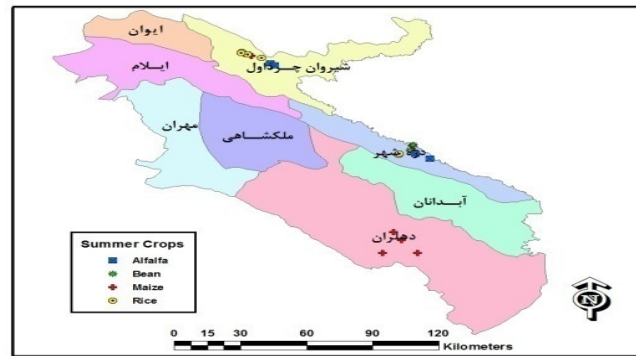 ایوان
شیروان چرداول
ایلام
مهران
ملکشاهی
شهر
آبدانان
دهلران
Summer Crops
Alfalfa
Bean
Maize
Rice
N
0 15 30 60 90 120
Kilometers